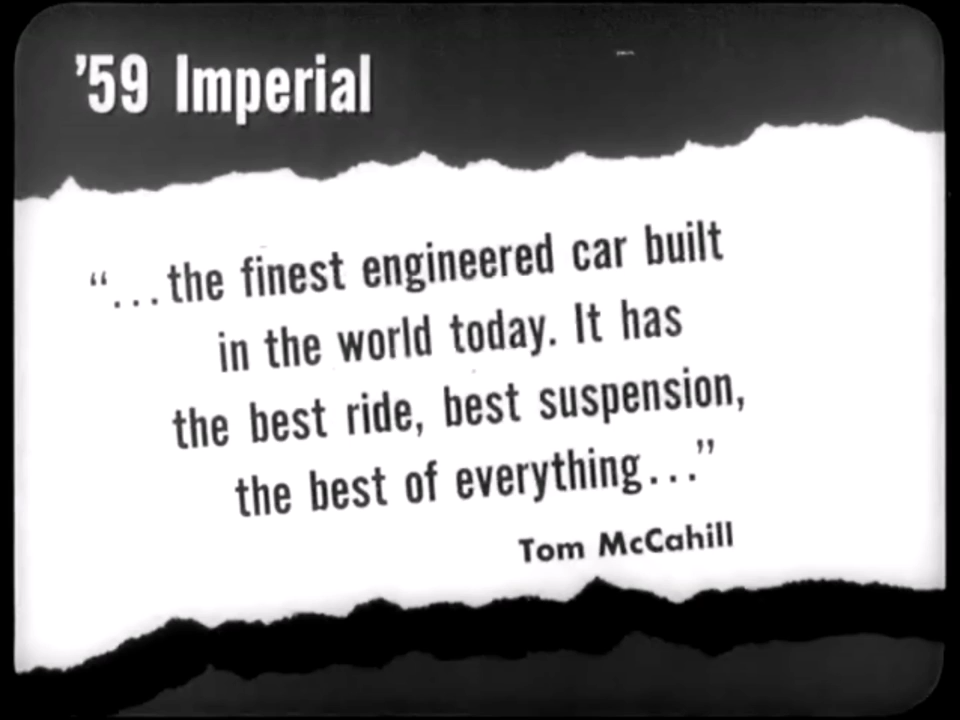 ’59 Imperial
“...the finest engineered car built
in the world today. It has
the best ride, best suspension,
the best of everything...”
Tom McCahill